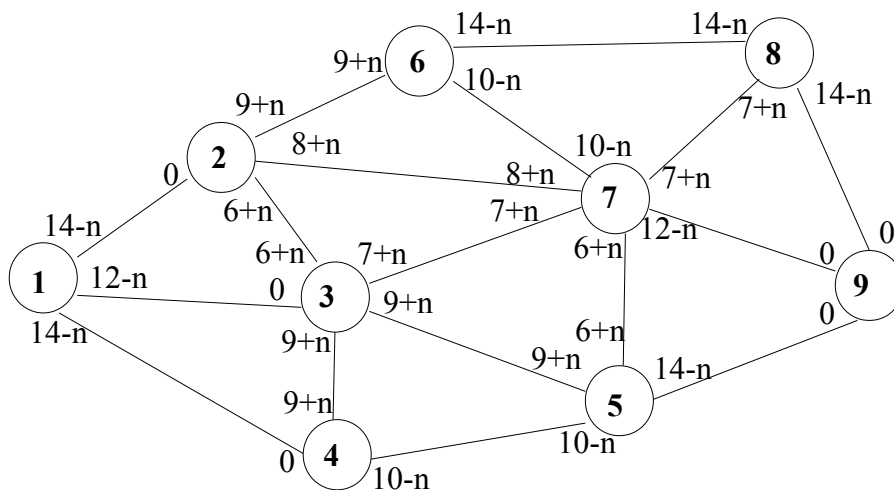 14-n 14-n
6 8
9+n 10-n
9+n 7+n 14-n
8+n 10-n
2
0 8+n 7+n
7
6+n 7+n 12-n
14-n 6+n 0
6+n 7+n 0
1 12-n 0 3 9+n 9
14-n 9+n 6+n 0
9+n 14-n
9+n 5
4 10-n
0 10-n